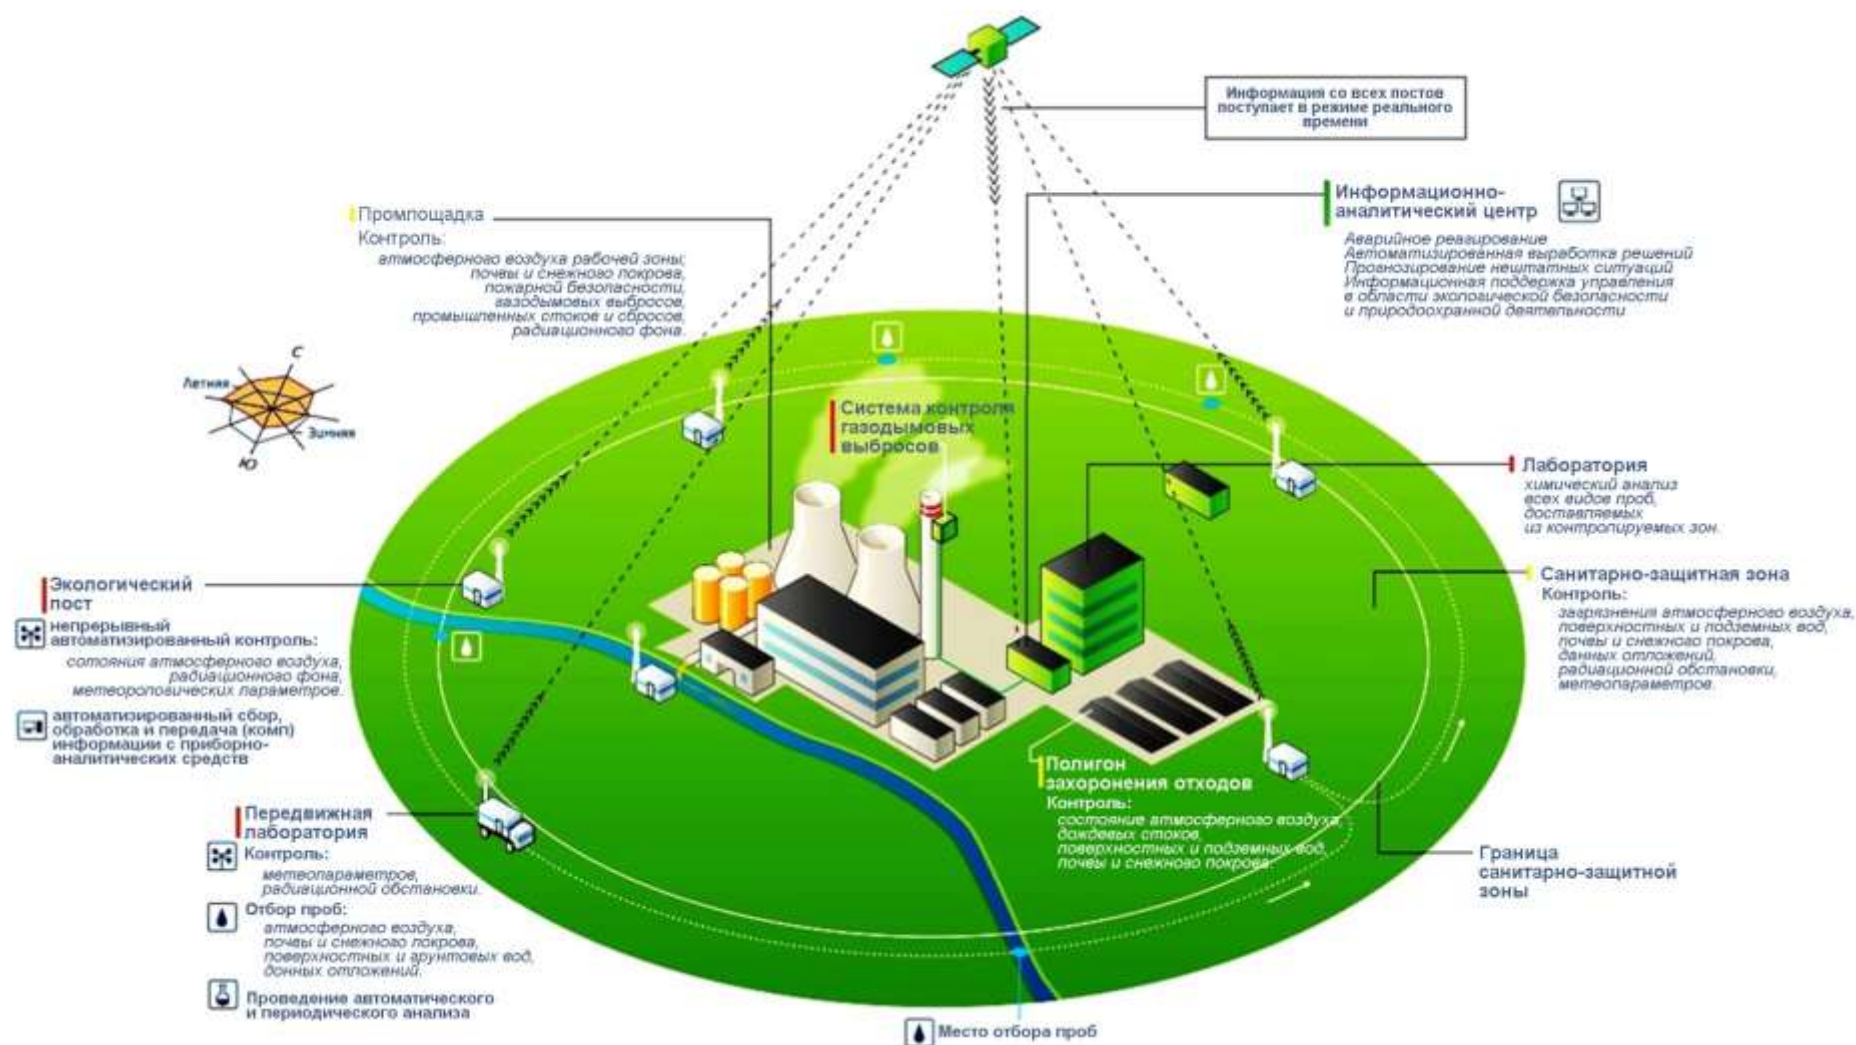 Информация со всех постов
поступает в режиме реального
времени
Промплощадка
Контроль:
атмосферного воздуха рабочей зоны,
почвы и снежного покрова,
пожарной безопасности,
газодымовых выбросов,
промышленных стоков и сбросов,
радиационного фона.
Информационно-
аналитический центр
Аварийное реагирование
Автоматизированная выработка решений
Прогнозирование нештатных ситуаций
Информационная поддержка управления
в области экологической безопасности
и природоохранной деятельности
С
Летняя
Зимняя
Ю
Система контроля
газодымовых
выбросов
Лаборатория
химический анализ
всех видов проб,
доставляемых
из контролируемых зон.
Экологический
пост
непрерывный
автоматизированный контроль:
сотояния атмосферного воздуха,
радиационного фона,
метеорологических параметров.
автоматизированный сбор,
обработка и передача (комп)
информации с приборно-
аналитических средств
Санитарно-защитная зона
Контроль:
загрязнения атмосферного воздуха,
поверхностных и подземных вод,
почвы и снежного покрова,
данных отложений,
радиационной обстановки,
метеопараметров.
Полигон
захоронения отходов
Контроль:
состояние атмосферного воздуха,
дождевых стоков,
поверхностных и подземных вод,
почвы и снежного покрова.
Передвижная
лаборатория
Контроль:
метеопараметров,
радиационной обстановки.
Отбор проб:
атмосферного воздуха,
почвы и снежного покрова,
поверхностных и грунтовых вод,
донных отложений.
Проведение автоматического
и периодического анализа
Граница
санитарно-защитной
зоны
Место отбора проб